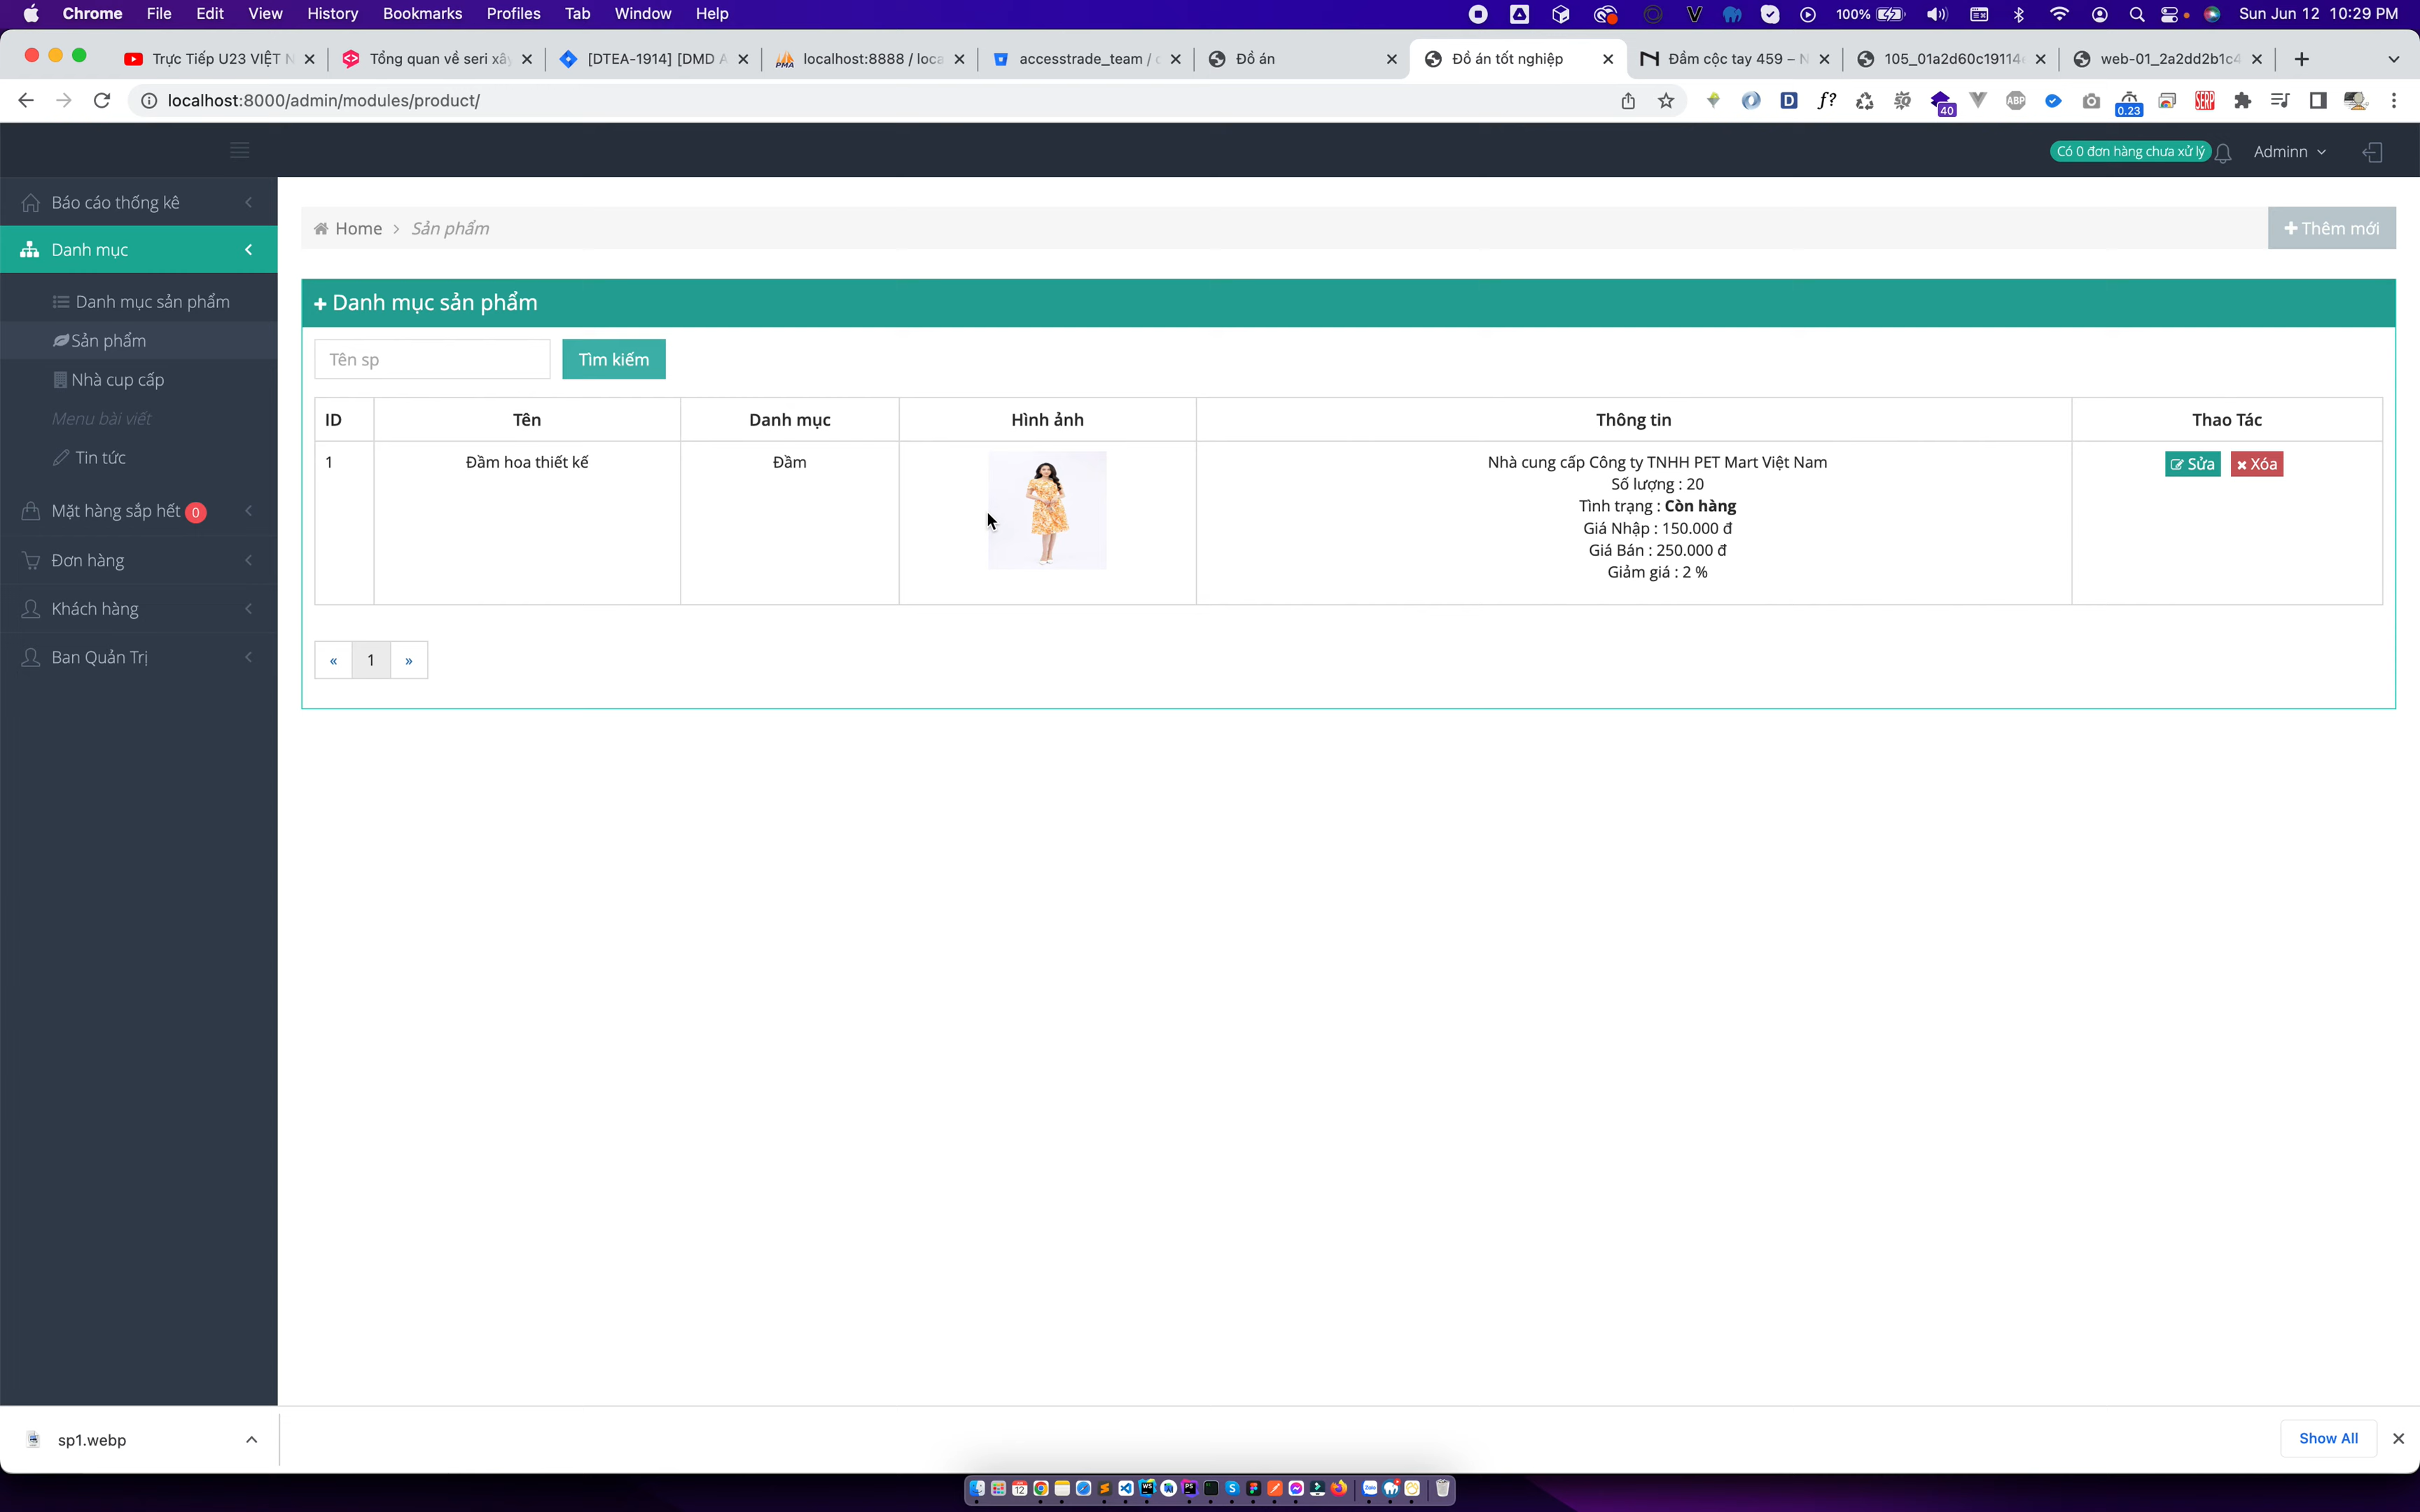 Chrome File Edit View History Bookmarks Profiles Tab Window Help 100% Sun Jun 12 10:29 PM
Trực Tiếp U23 VIỆT N Tổng quan về seri xây [DTEA-1914] [DMD A localhost:8888 / loca accesstrade_team / c Đồ án Đồ án tốt nghiệp Đầm cộc tay 459 – N 105_01a2d60c19114 web-01_2a2dd2b1c4
localhost:8000/admin/modules/product/ 40 ABP 0.23 SERP
Có 0 đơn hàng chưa xử lý Adminn
Báo cáo thống kê
Danh mục
Danh mục sản phẩm
Sản phẩm
Nhà cup cấp
Menu bài viết
Tin tức
Mặt hàng sắp hết 0
Đơn hàng
Khách hàng
Ban Quản Trị
Home > Sản phẩm
Thêm mới
Danh mục sản phẩm
Tên sp Tìm kiếm
ID Tên Danh mục Hình ảnh Thông tin Thao Tác
1 Đầm hoa thiết kế Đầm Nhà cung cấp Công ty TNHH PET Mart Việt Nam Sửa Xóa
Số lượng : 20
Tình trạng : Còn hàng
Giá Nhập : 150.000 đ
Giá Bán : 250.000 đ
Giảm giá : 2 %
« 1 »
sp1.webp Show All